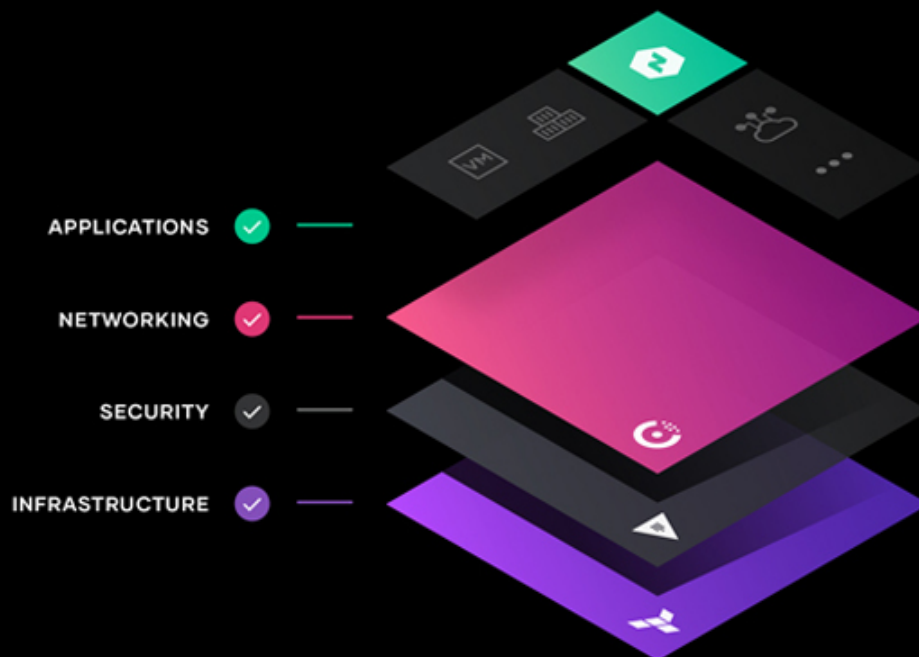 VM
APPLICATIONS
NETWORKING
SECURITY
INFRASTRUCTURE